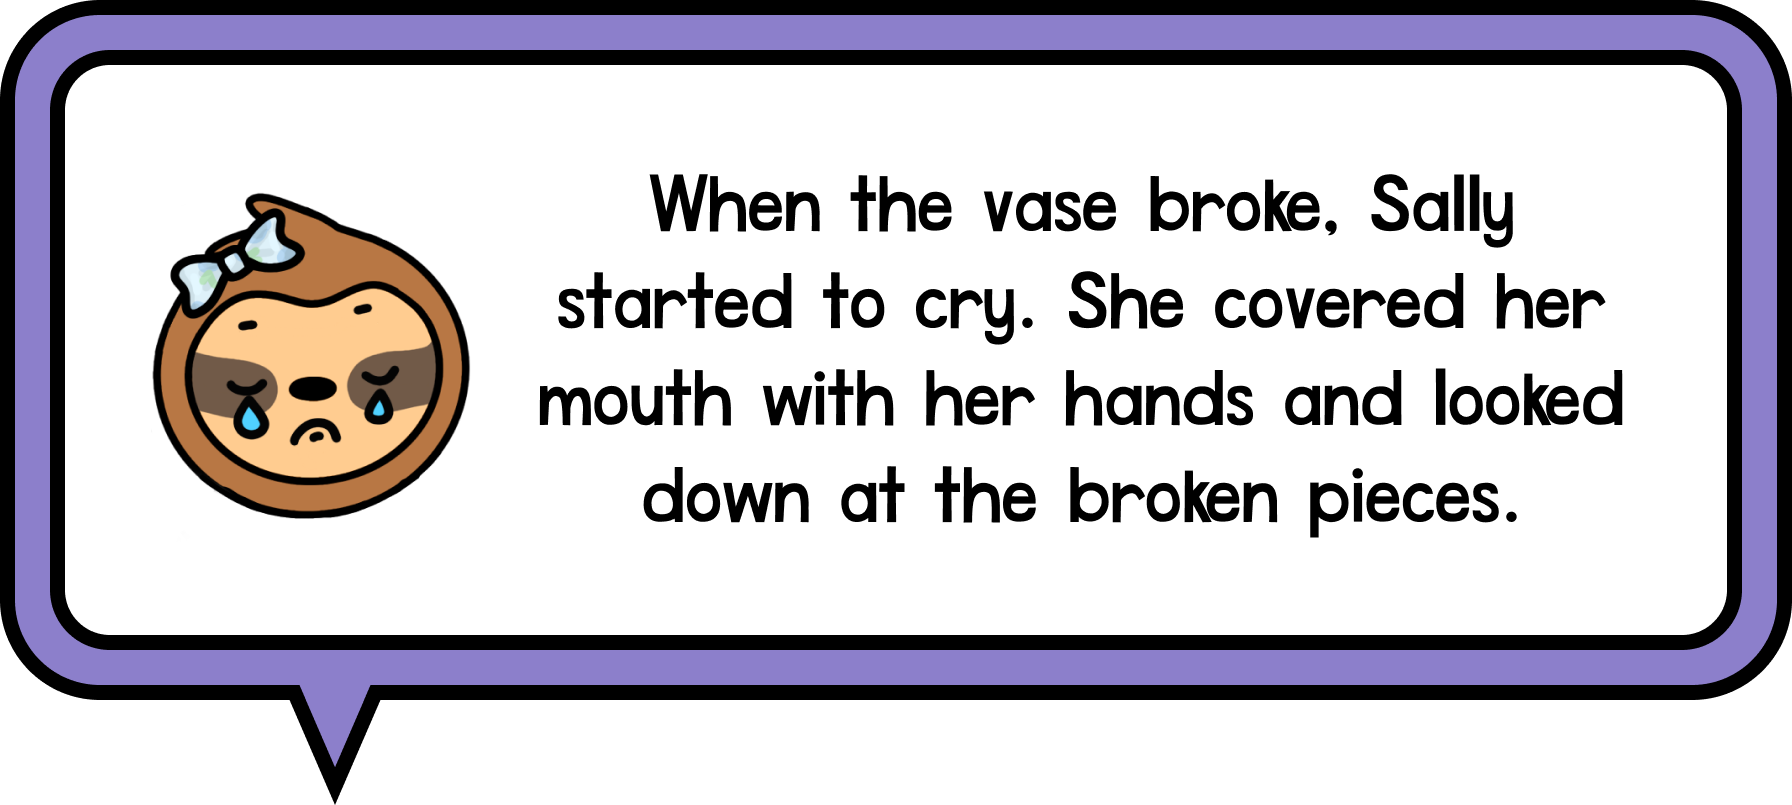 When the vase broke, Sally
started to cry. She covered her
mouth with her hands and looked
down at the broken pieces.